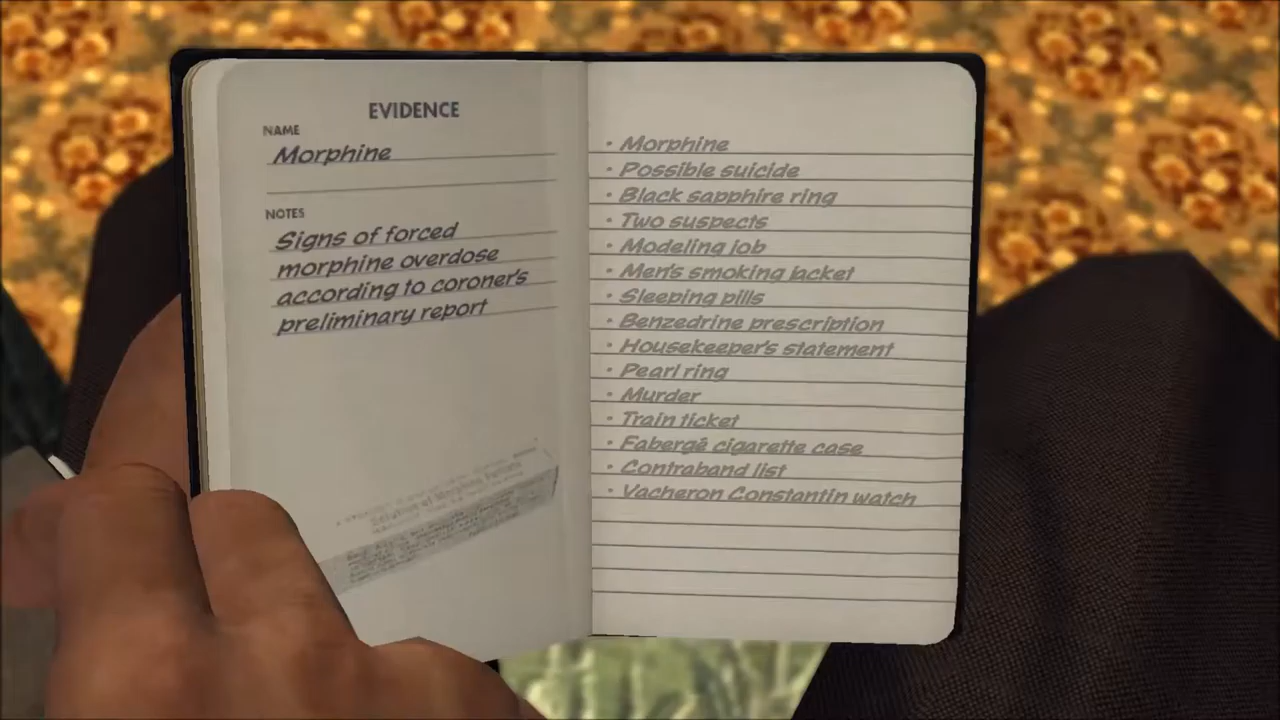 EVIDENCE
NAME
Morphine
NOTES
Signs of forced
morphine overdose
according to coroner's
preliminary report
• Morphine
• Possible suicide
• Black sapphire ring
• Two suspects
• Modeling job
• Men's smoking jacket
• Sleeping pills
• Benzedrine prescription
• Housekeeper's statement
• Pearl ring
• Murder
• Train ticket
• Fabergé cigarette case
• Contraband list
• Vacheron Constantin watch